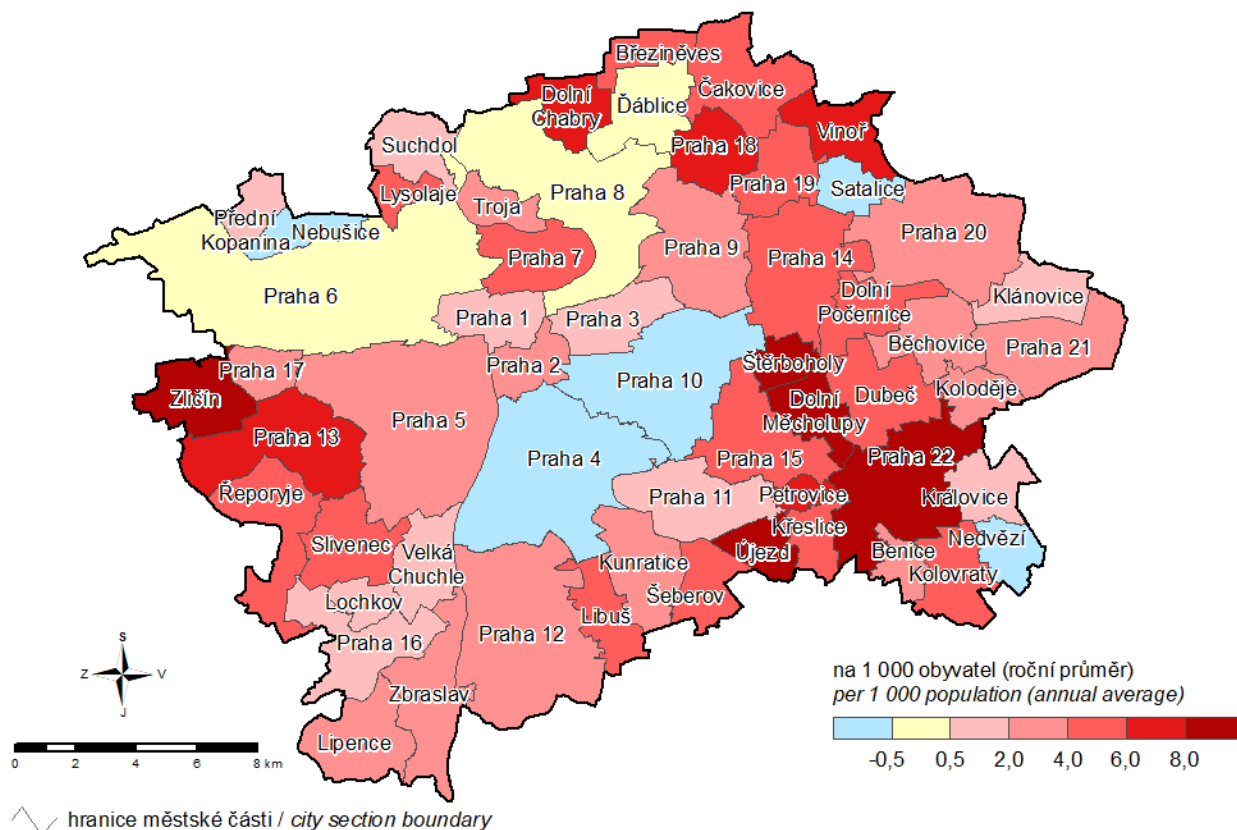 Březiněves
Čakovice
Dolní
Chabry
Ďáblice
Vinoř
Suchdol
Praha 18
Lysolaje
Praha 8
Praha 19
Satalice
Troja
Přední
Kopanina
Nebušice
Praha 20
Praha 7
Praha 9
Praha 14
Praha 6
Dolní
Počernice
Klánovice
Praha 1
Praha 3
Běchovice
Praha 21
Praha 17
Praha 2
Štěrboholy
Praha 10
Koloděje
Zličín
Dolní
Měcholupy
Dubeč
Praha 5
Praha 13
Praha 4
Praha 15
Praha 22
Řeporyje
Praha 11
Petrovice
Královice
Křeslice
Slivenec
Velká
Chuchle
Újezd
Benice
Nedvězí
Kunratice
Kolovraty
Šeberov
Lochkov
Libuš
Praha 16
Praha 12
Zbraslav
Lipence
S
Z V
J
0 2 4 6 8 km
hranice městské části / city section boundary
na 1 000 obyvatel (roční průměr)
per 1 000 population (annual average)
-0,5 0,5 2,0 4,0 6,0 8,0